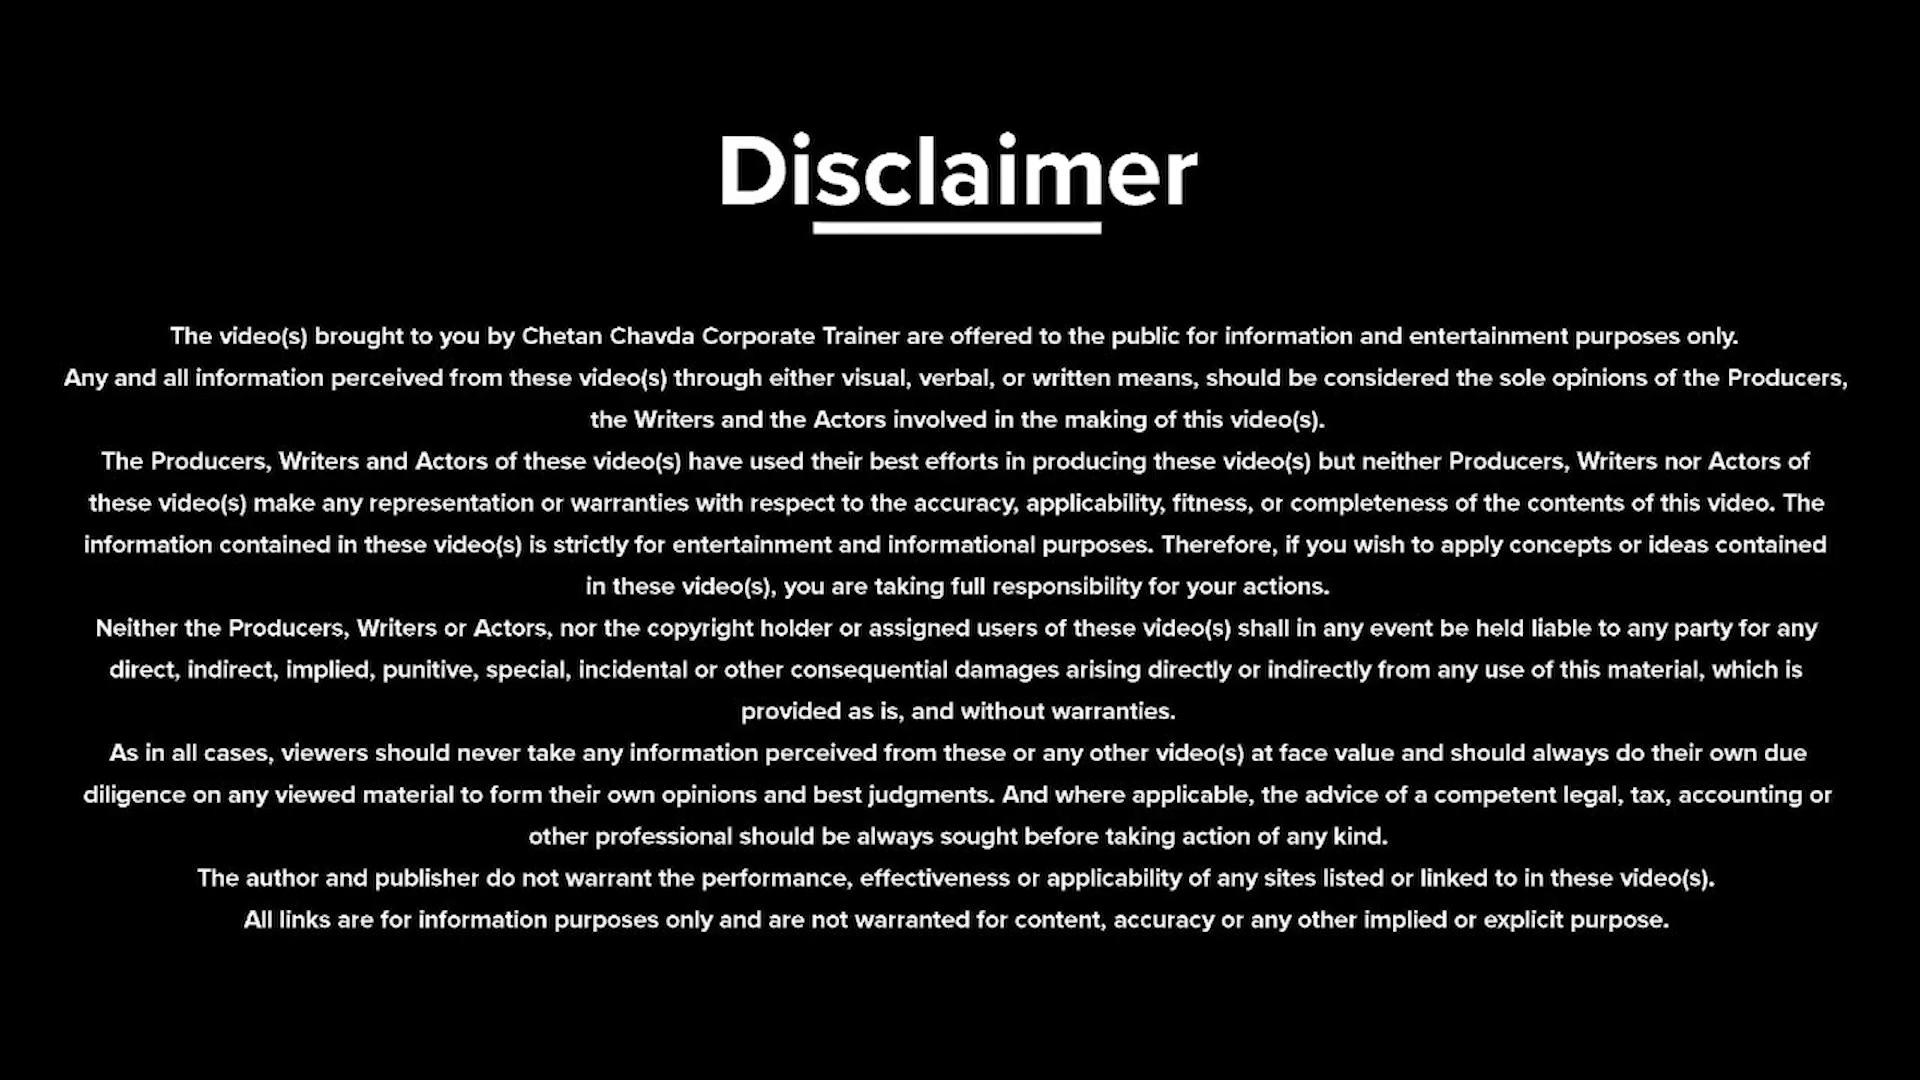 Disclaimer
The video(s) brought to you by Chetan Chavda Corporate Trainer are offered to the public for information and entertainment purposes only.
Any and all information perceived from these video(s) through either visual, verbal, or written means, should be considered the sole opinions of the Producers,
the Writers and the Actors involved in the making of this video(s).
The Producers, Writers and Actors of these video(s) have used their best efforts in producing these video(s) but neither Producers, Writers nor Actors of
these video(s) make any representation or warranties with respect to the accuracy, applicability, fitness, or completeness of the contents of this video. The
information contained in these video(s) is strictly for entertainment and informational purposes. Therefore, if you wish to apply concepts or ideas contained
in these video(s), you are taking full responsibility for your actions.
Neither the Producers, Writers or Actors, nor the copyright holder or assigned users of these video(s) shall in any event be held liable to any party for any
direct, indirect, implied, punitive, special, incidental or other consequential damages arising directly or indirectly from any use of this material, which is
provided as is, and without warranties.
As in all cases, viewers should never take any information perceived from these or any other video(s) at face value and should always do their own due
diligence on any viewed material to form their own opinions and best judgments. And where applicable, the advice of a competent legal, tax, accounting or
other professional should be always sought before taking action of any kind.
The author and publisher do not warrant the performance, effectiveness or applicability of any sites listed or linked to in these video(s).
All links are for information purposes only and are not warranted for content, accuracy or any other implied or explicit purpose.